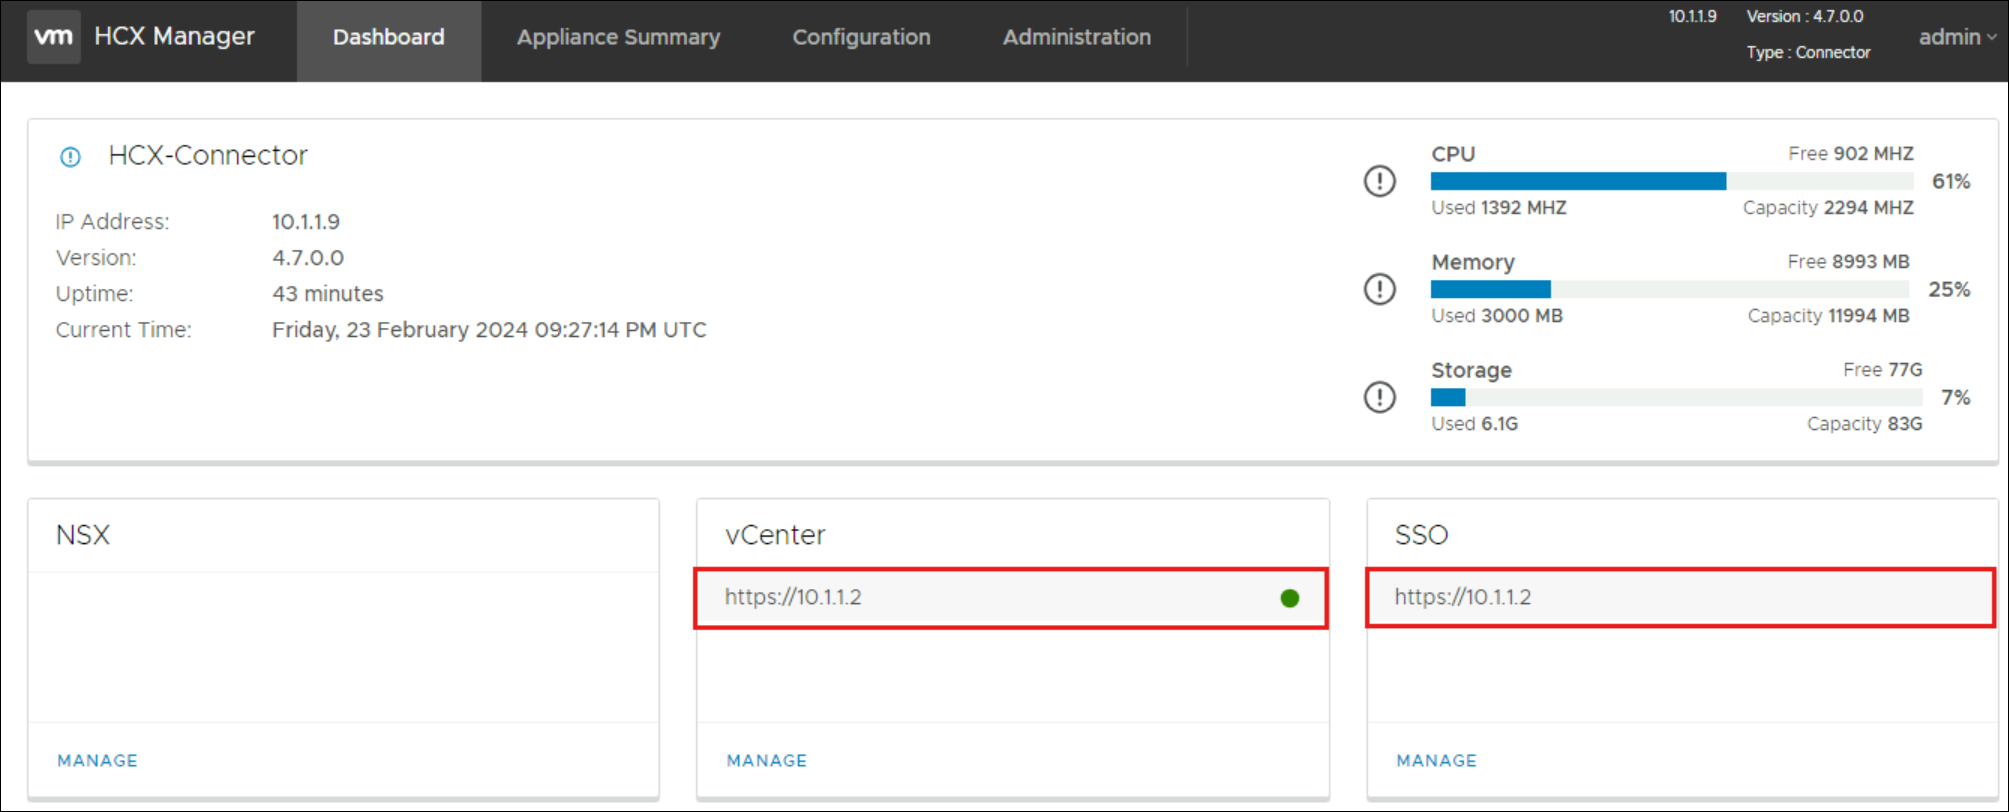 vm HCX Manager Dashboard Appliance Summary Configuration Administration 10.1.1.9 Version : 4.7.0.0
Type : Connector
admin
HCX-Connector
IP Address: 10.1.1.9
Version: 4.7.0.0
Uptime: 43 minutes
Current Time: Friday, 23 February 2024 09:27:14 PM UTC
CPU Free 902 MHZ
61%
Used 1392 MHZ Capacity 2294 MHZ
Memory Free 8993 MB
25%
Used 3000 MB Capacity 11994 MB
Storage Free 77G
7%
Used 6.1G Capacity 83G
NSX
MANAGE
vCenter
https://10.1.1.2
MANAGE
SSO
https://10.1.1.2
MANAGE